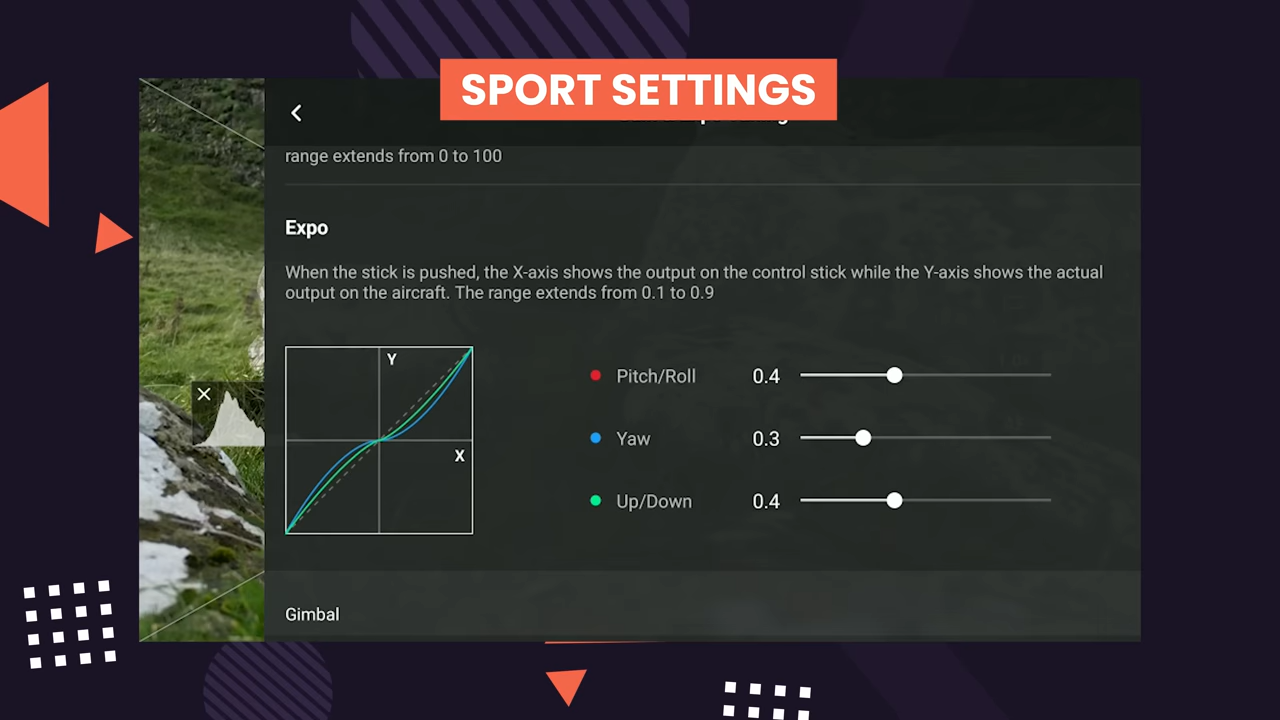 SPORT SETTINGS
range extends from 0 to 100
Expo
When the stick is pushed, the X-axis shows the output on the control stick while the Y-axis shows the actual
output on the aircraft. The range extends from 0.1 to 0.9
Y
X
Pitch/Roll 0.4
Yaw 0.3
Up/Down 0.4
Gimbal